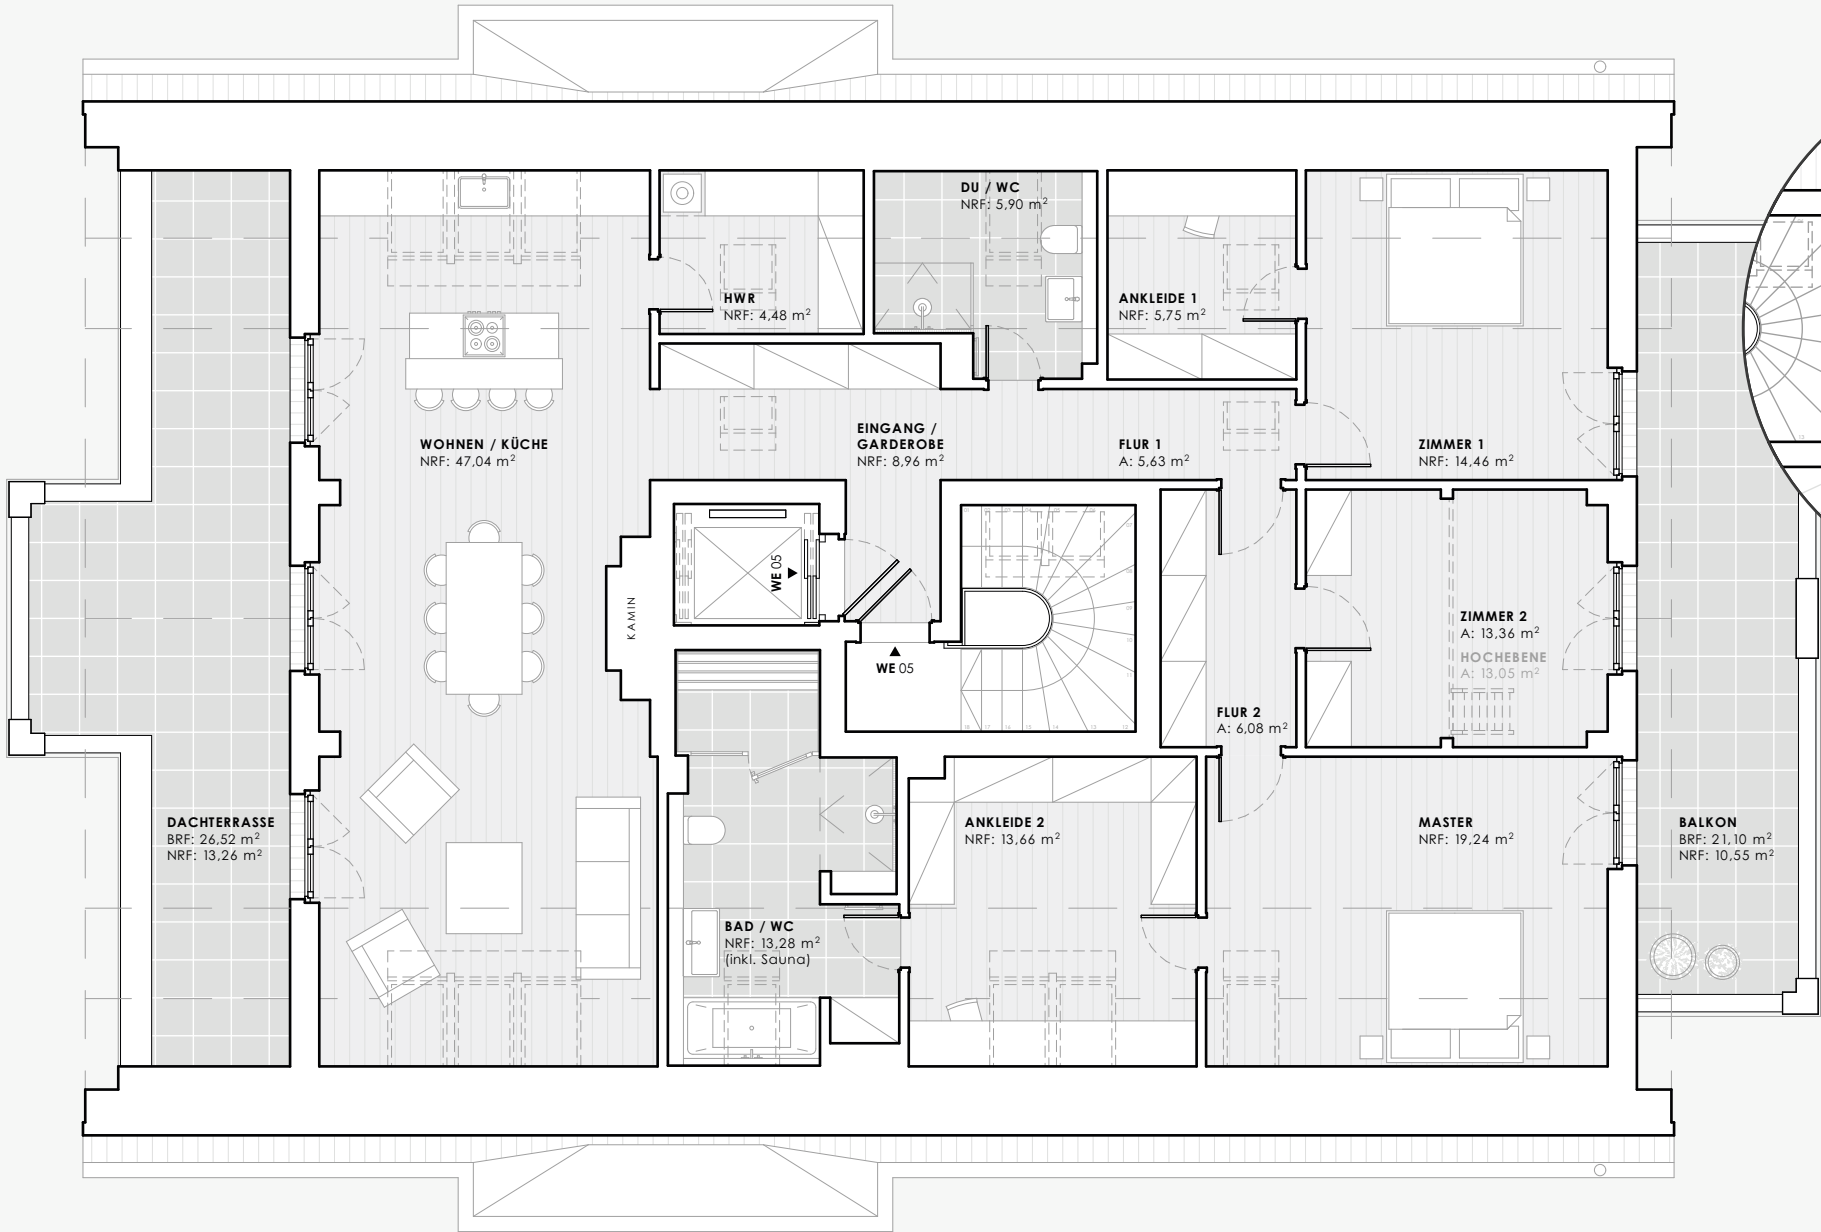 DU / WC
NRF: 5,90 m²
HWR
NRF: 4,48 m²
ANKLEIDE 1
NRF: 5,75 m²
WOHNEN / KÜCHE
NRF: 47,04 m²
EINGANG /
GARDEROBE
NRF: 8,96 m²
FLUR 1
A: 5,63 m²
ZIMMER 1
NRF: 14,46 m²
WE 05
KAMIN
WE 05
ZIMMER 2
A: 13,36 m²
HOCHEBENE
A: 13,05 m²
FLUR 2
A: 6,08 m²
DACHTERRASSE
BRF: 26,52 m²
NRF: 13,26 m²
ANKLEIDE 2
NRF: 13,66 m²
MASTER
NRF: 19,24 m²
BALKON
BRF: 21,10 m²
NRF: 10,55 m²
BAD / WC
NRF: 13,28 m²
(inkl. Sauna)